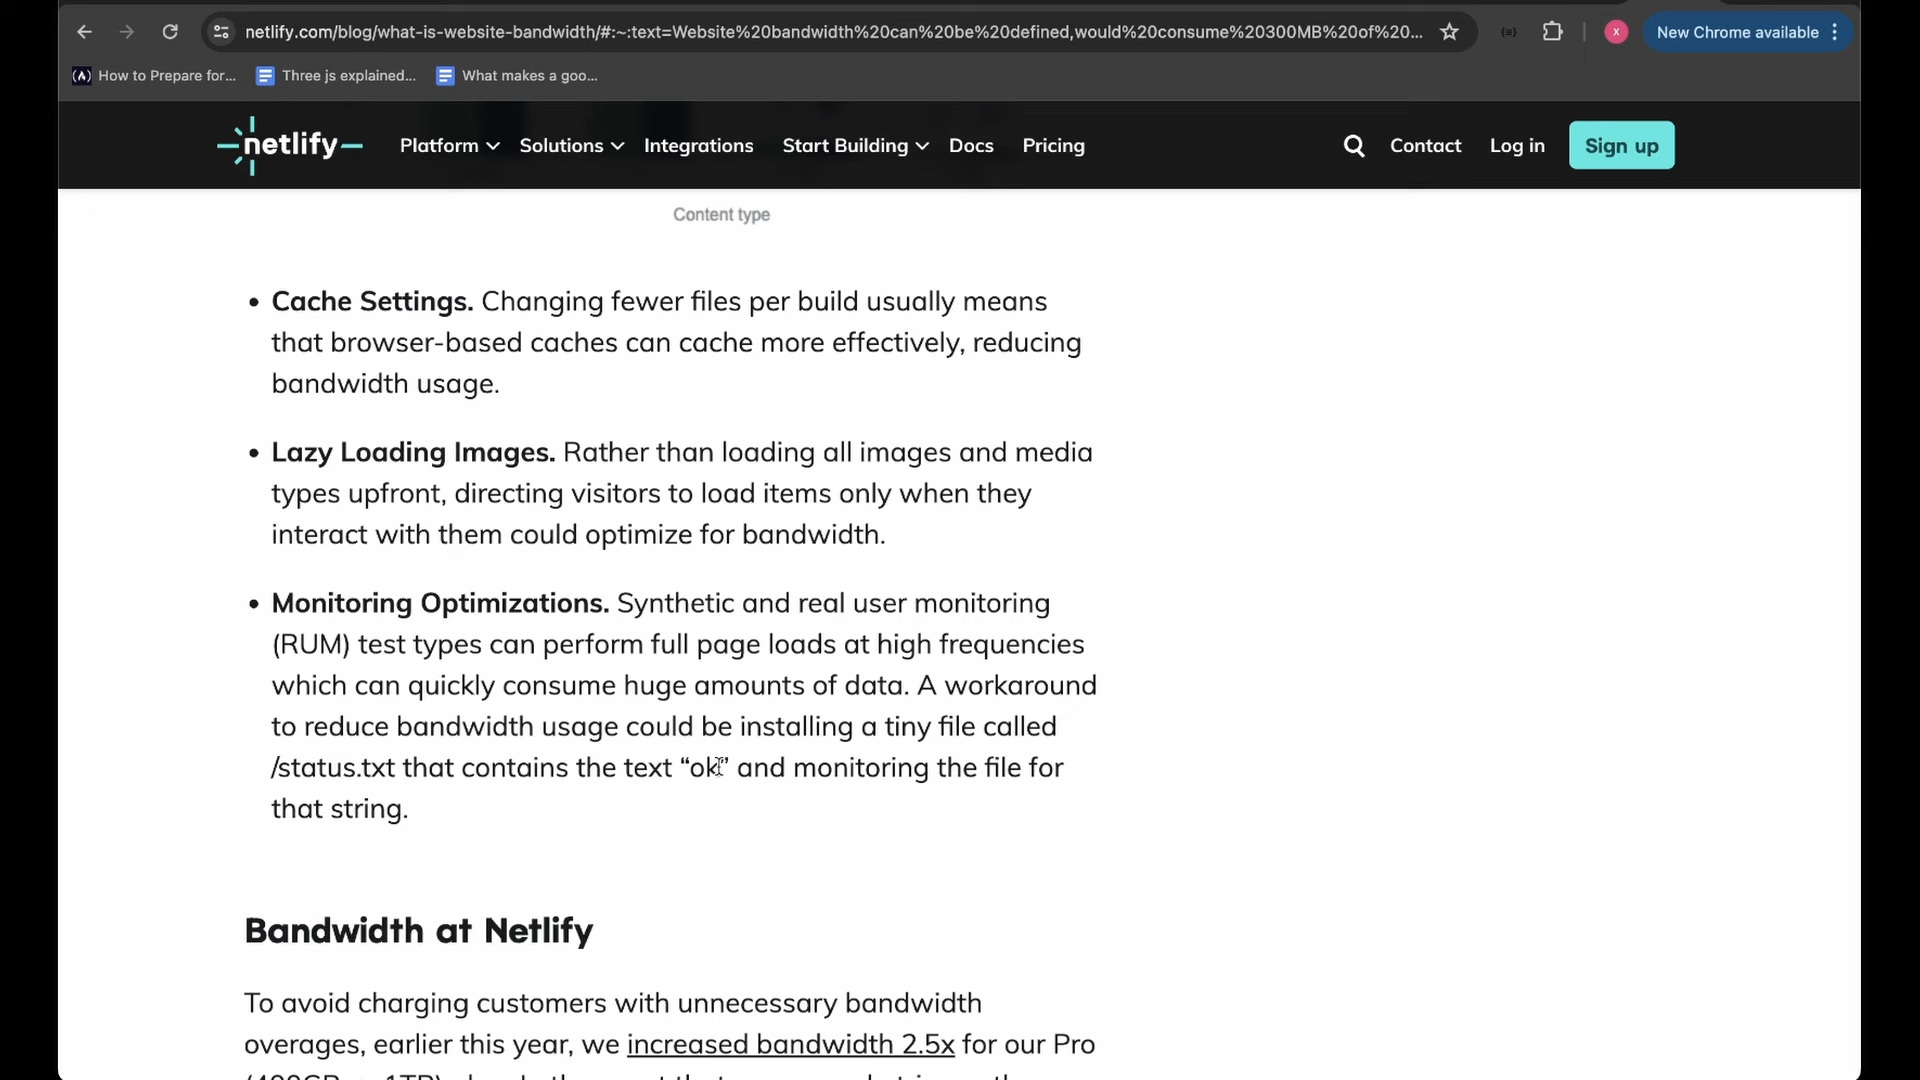 netlify.com/blog/what-is-website-bandwidth/#:~:text=Website%20bandwidth%20can%20be%20defined,would%20consume%20300MB%20of%20...
X
New Chrome available
How to Prepare for...
Three js explained...
What makes a goo...
netlify
Platform
Solutions
Integrations
Start Building
Docs
Pricing
Contact
Log in
Sign up
Content type
• Cache Settings. Changing fewer files per build usually means
that browser-based caches can cache more effectively, reducing
bandwidth usage.
• Lazy Loading Images. Rather than loading all images and media
types upfront, directing visitors to load items only when they
interact with them could optimize for bandwidth.
• Monitoring Optimizations. Synthetic and real user monitoring
(RUM) test types can perform full page loads at high frequencies
which can quickly consume huge amounts of data. A workaround
to reduce bandwidth usage could be installing a tiny file called
/status.txt that contains the text “ok” and monitoring the file for
that string.
Bandwidth at Netlify
To avoid charging customers with unnecessary bandwidth
overages, earlier this year, we increased bandwidth 2.5x for our Pro